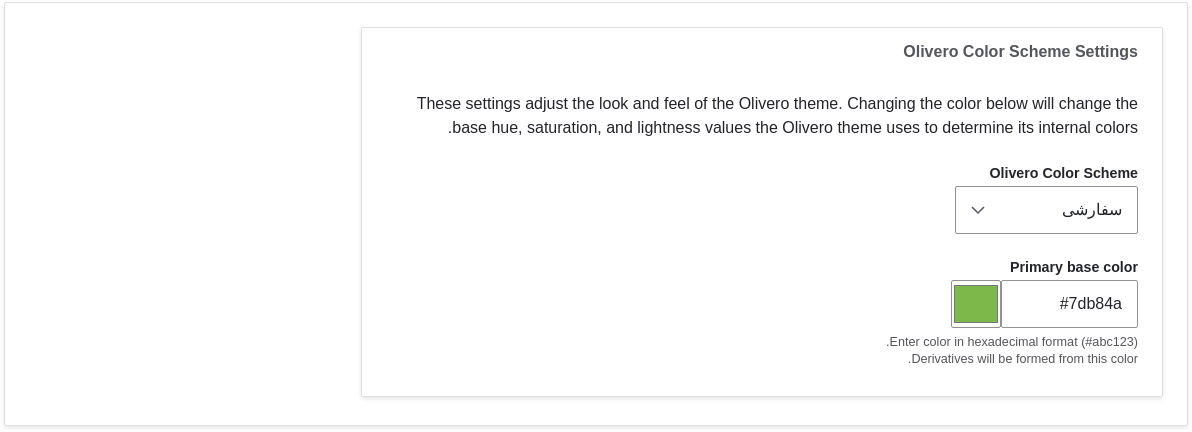 Olivero Color Scheme Settings
These settings adjust the look and feel of the Olivero theme. Changing the color below will change the
.base hue, saturation, and lightness values the Olivero theme uses to determine its internal colors
Olivero Color Scheme
سفارشی
Primary base color
#7db84a
.Enter color in hexadecimal format (#abc123)
.Derivatives will be formed from this color